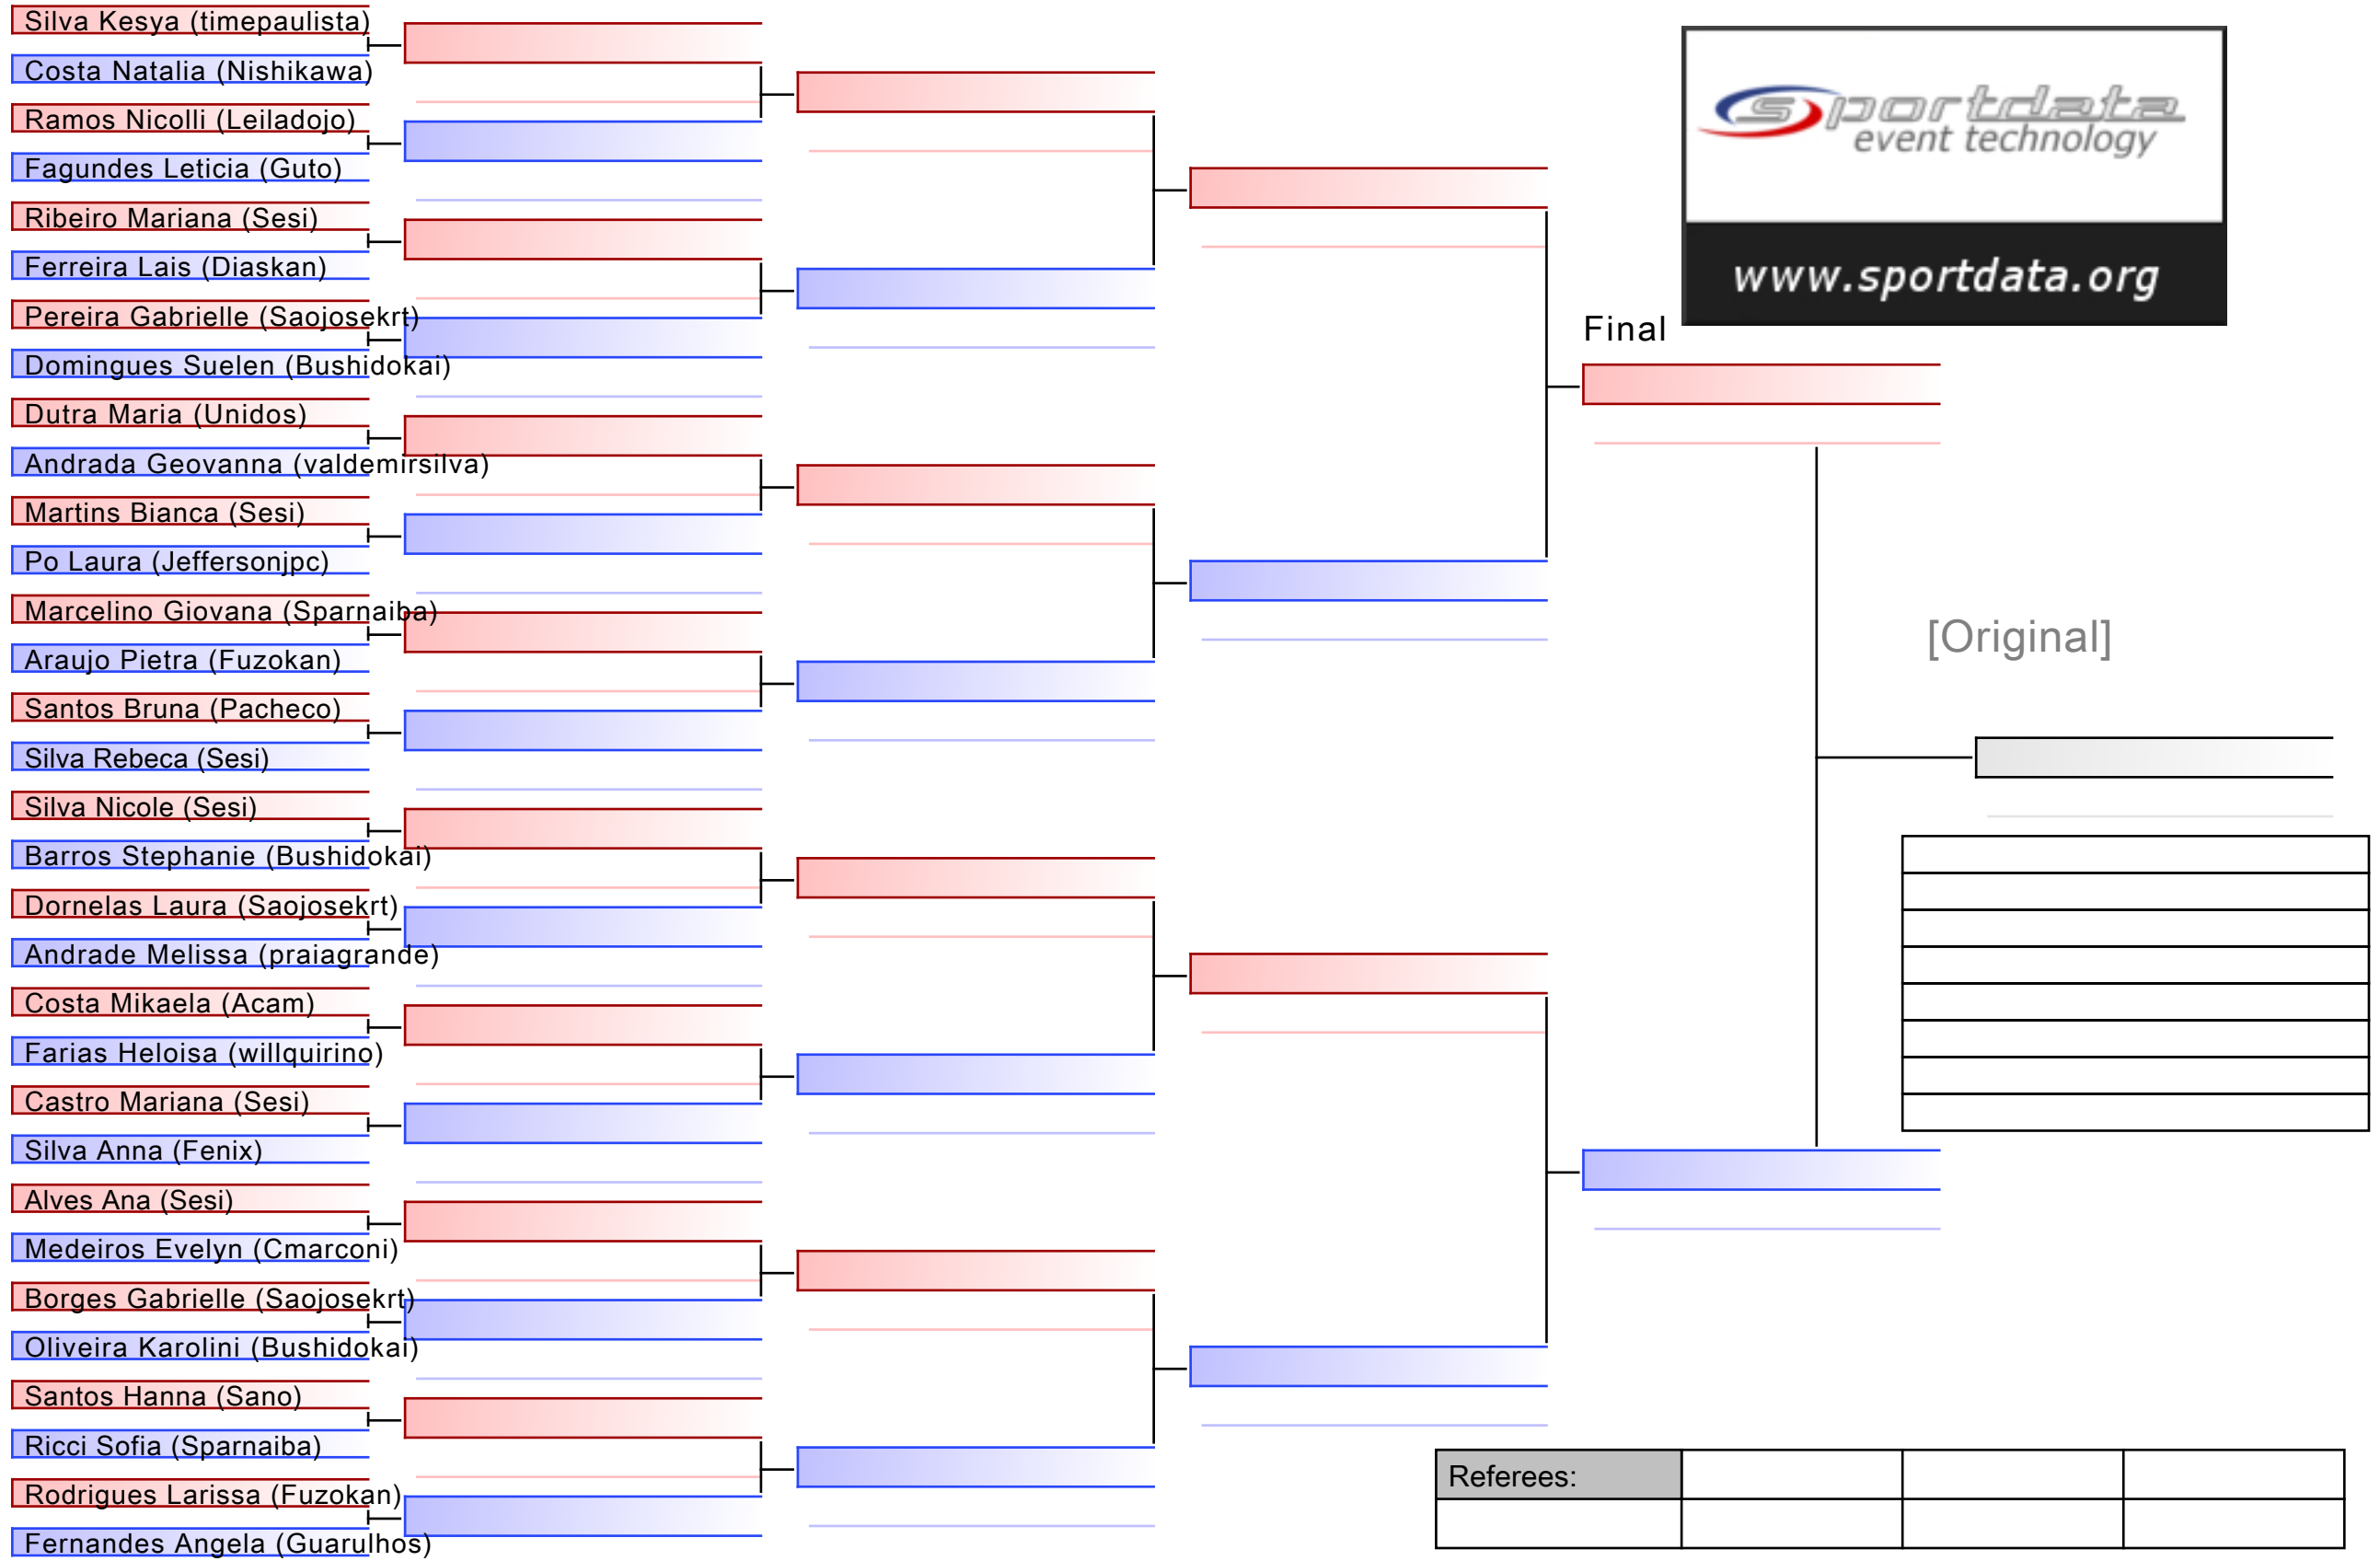 Silva Kesya (timepaulista)
Costa Natalia (Nishikawa)
Ramos Nicolli (Leiladojo)
Fagundes Leticia (Guto)
Ribeiro Mariana (Sesi)
Ferreira Lais (Diaskan)
Pereira Gabrielle (Saojosekrt)
Domingues Suelen (Bushidokai)
Dutra Maria (Unidos)
Andrada Geovanna (valdemirsilva)
Martins Bianca (Sesi)
Po Laura (Jeffersonjpc)
Marcelino Giovana (Sparnaiba)
Araujo Pietra (Fuzokan)
Santos Bruna (Pacheco)
Silva Rebeca (Sesi)
Silva Nicole (Sesi)
Barros Stephanie (Bushidokai)
Dornelas Laura (Saojosekrt)
Andrade Melissa (praiagrande)
Costa Mikaela (Acam)
Farias Heloisa (willquirino)
Castro Mariana (Sesi)
Silva Anna (Fenix)
Alves Ana (Sesi)
Medeiros Evelyn (Cmarconi)
Borges Gabrielle (Saojosekrt)
Oliveira Karolini (Bushidokai)
Santos Hanna (Sano)
Ricci Sofia (Sparnaiba)
Rodrigues Larissa (Fuzokan)
Fernandes Angela (Guarulhos)
sportdata
event technology
www.sportdata.org
Final
[Original]
Referees: